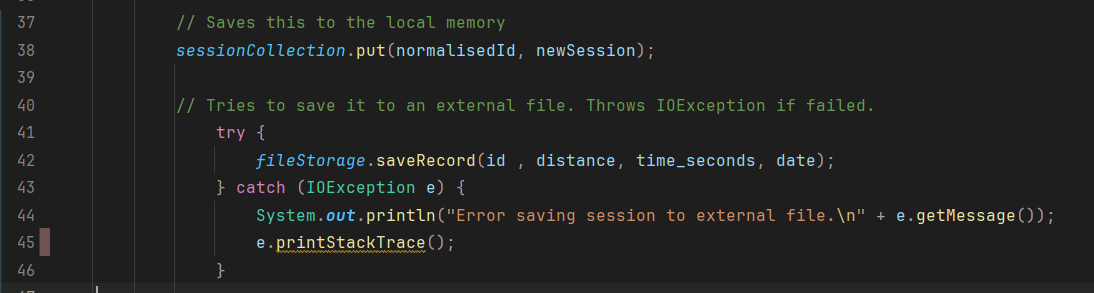 37 // Saves this to the local memory
38 sessionCollection.put(normalisedId, newSession);
39
40 // Tries to save it to an external file. Throws IOException if failed.
41 try {
42 fileStorage.saveRecord(id , distance, time_seconds, date);
43 } catch (IOException e) {
44 System.out.println("Error saving session to external file.\n" + e.getMessage());
45 e.printStackTrace();
46 }